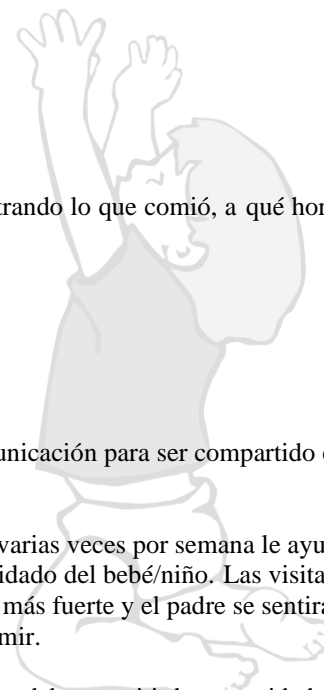 trando lo que comió, a qué hor
unicación para ser compartido
varias veces por semana le ayu
idado del bebé/niño. Las visita
más fuerte y el padre se sentirá
mir.